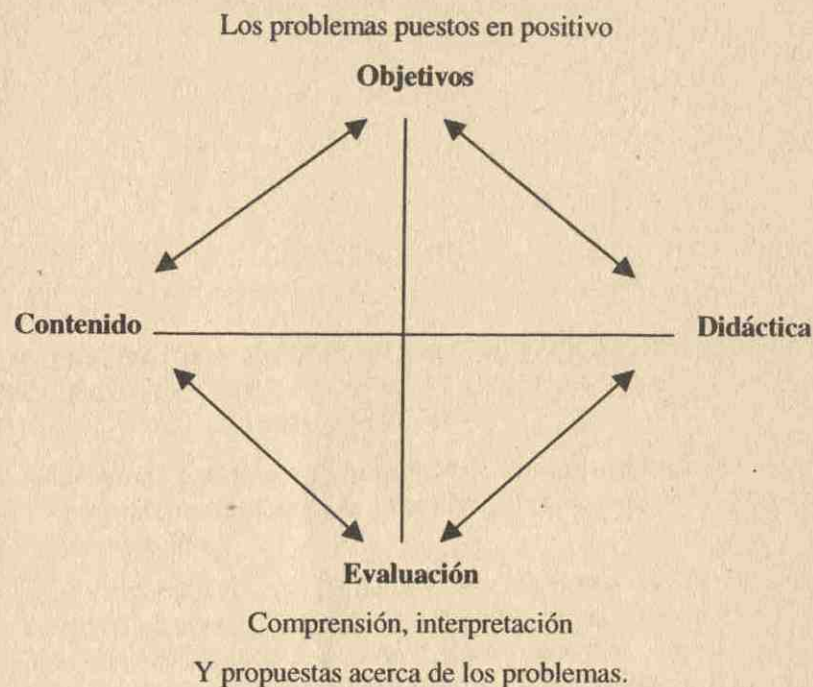 Los problemas puestos en positivo
Objetivos
Contenido
Didáctica
Evaluación
Comprensión, interpretación
Y propuestas acerca de los problemas.